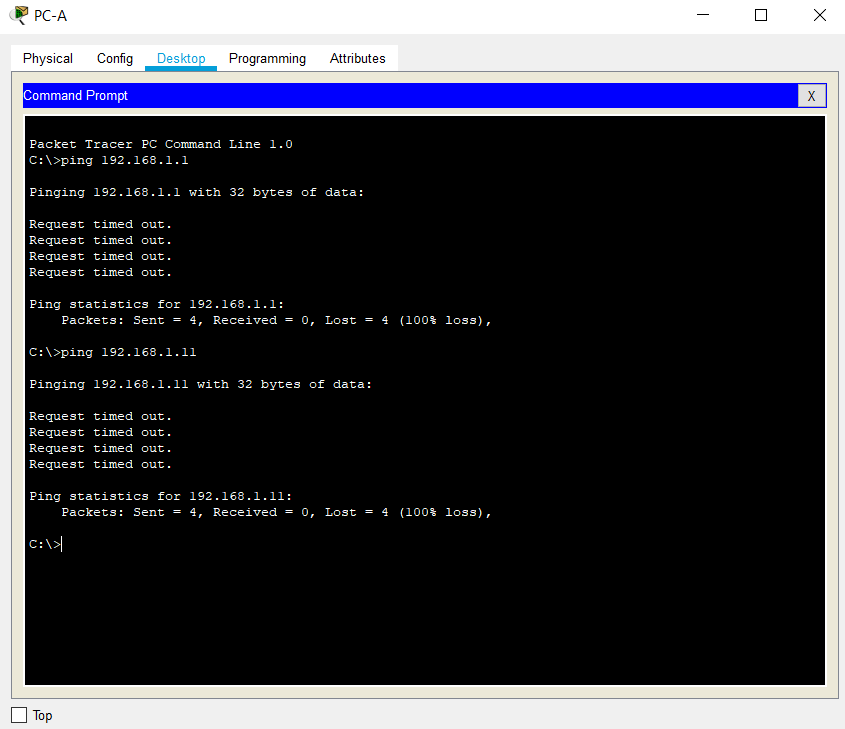 PC-A
Physical Config Desktop Programming Attributes
Command Prompt X
Packet Tracer PC Command Line 1.0
C:\>ping 192.168.1.1
Pinging 192.168.1.1 with 32 bytes of data:
Request timed out.
Request timed out.
Request timed out.
Request timed out.
Ping statistics for 192.168.1.1:
    Packets: Sent = 4, Received = 0, Lost = 4 (100% loss),
C:\>ping 192.168.1.11
Pinging 192.168.1.11 with 32 bytes of data:
Request timed out.
Request timed out.
Request timed out.
Request timed out.
Ping statistics for 192.168.1.11:
    Packets: Sent = 4, Received = 0, Lost = 4 (100% loss),
C:\>
Top